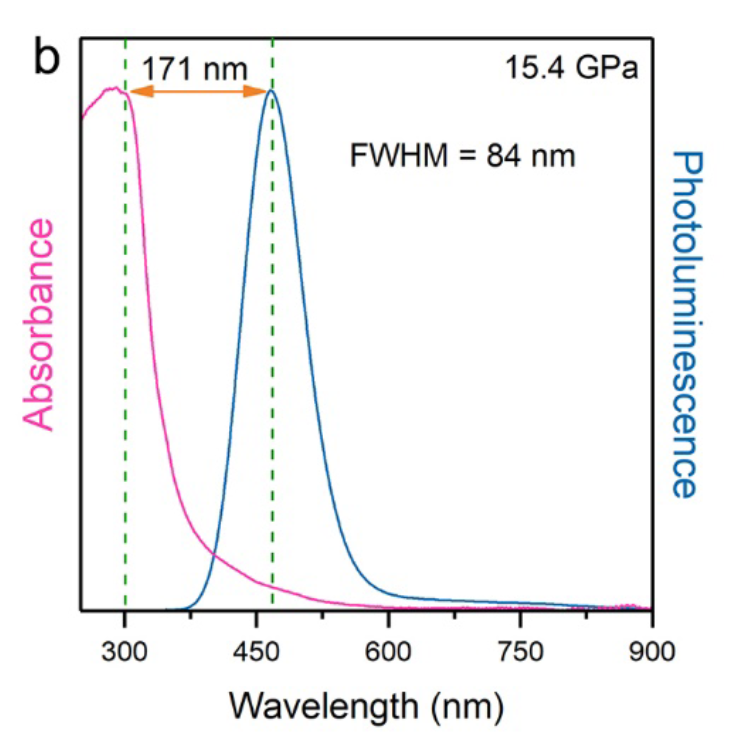 b
171 nm
15.4 GPa
FWHM = 84 nm
Absorbance
Photoluminescence
300 450 600 750 900
Wavelength (nm)